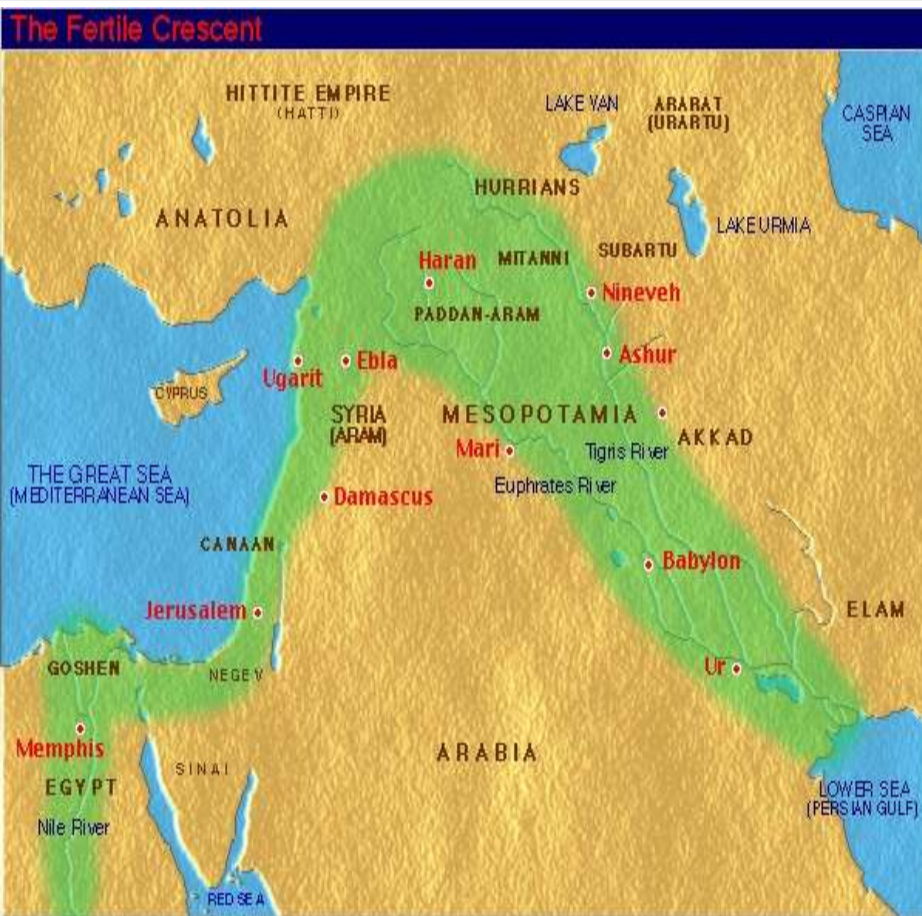 The Fertile Crescent
HITTITE EMPIRE
(HATTI)
LAKE VAN
ARARAT
(URARTU)
CASPIAN
SEA
HURRIANS
ANATOLIA
LAKE URMIA
SUBARTU
MITANNI
Haran
Nineveh
PADDAN-ARAM
Ashur
Ebla
Ugarit
CYPRUS
SYRIA
(ARAM)
MESOPOTAMIA
AKKAD
Mari
Tigris River
THE GREAT SEA
(MEDITERRANEAN SEA)
Euphrates River
Damascus
CANAAN
Babylon
Jerusalem
ELAM
GOSHEN
NEGEV
Ur
Memphis
ARABIA
SINAI
EGYPT
LOWER SEA
(PERSIAN GULF)
Nile River
RED SEA